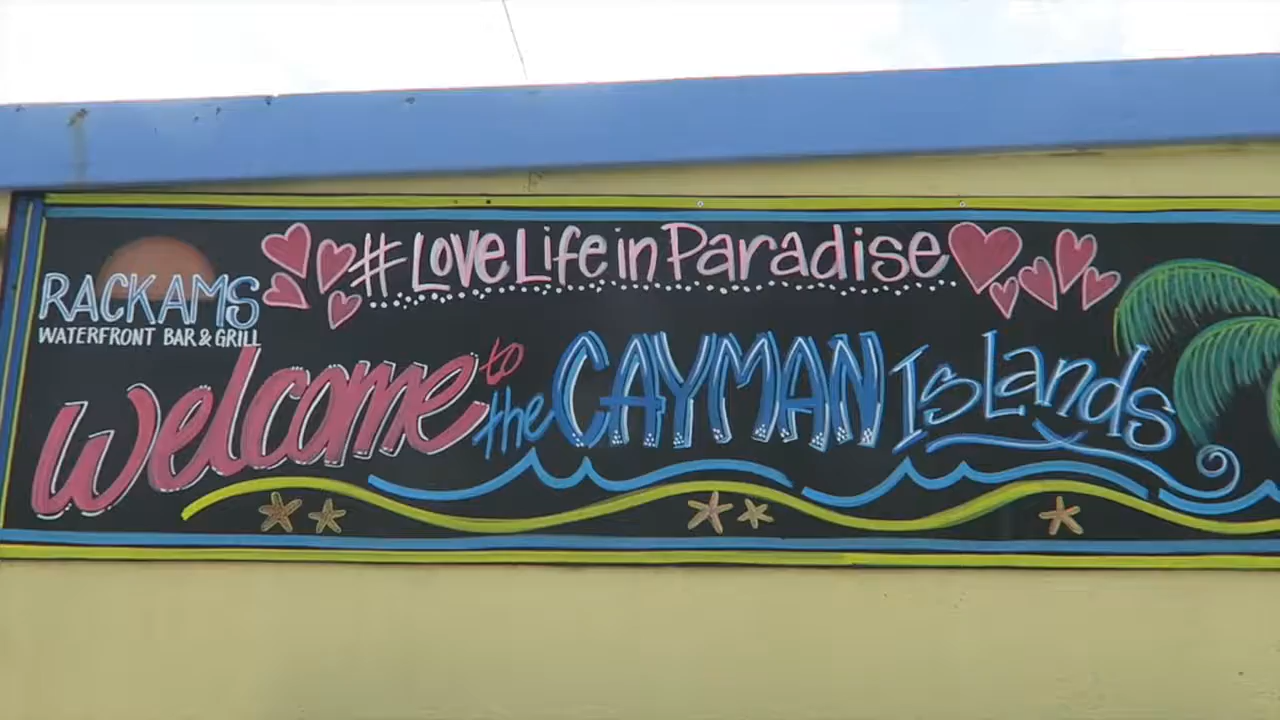 #LoveLifeinParadise
RACKAMS
WATERFRONT BAR & GRILL
Welcome to the CAYMAN Islands